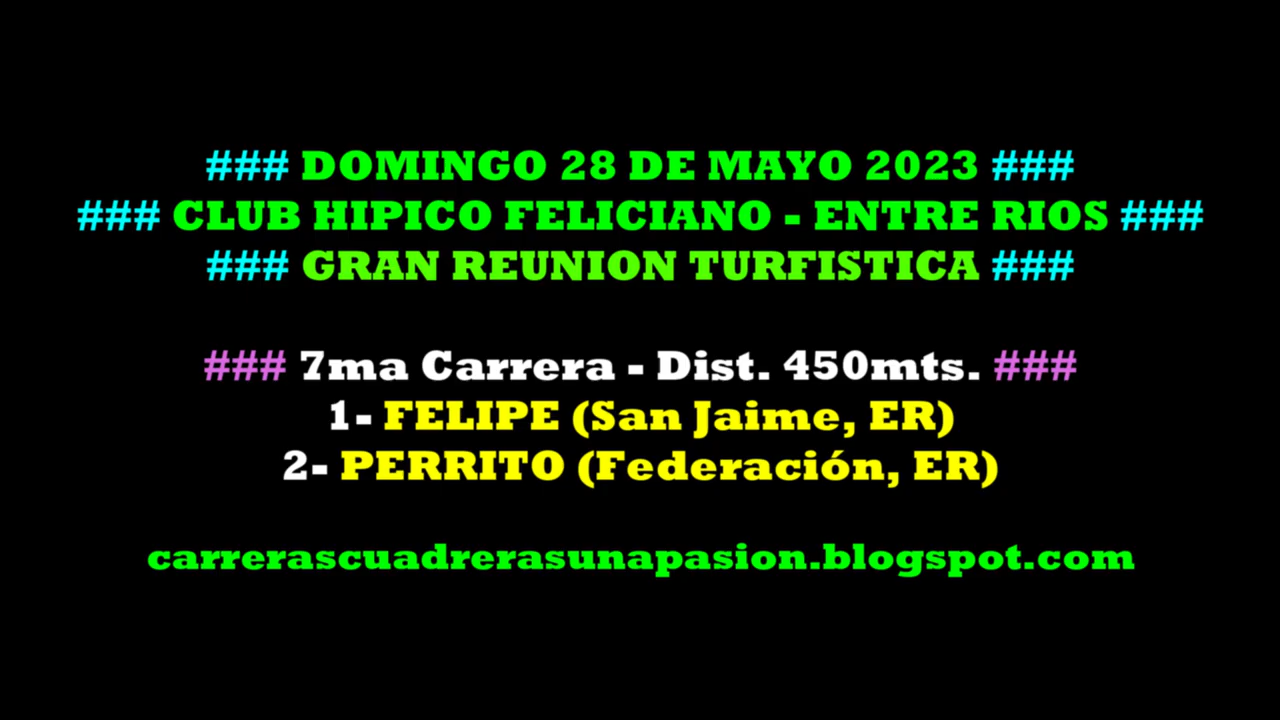 ### DOMINGO 28 DE MAYO 2023 ###
### CLUB HIPICO FELICIANO - ENTRE RIOS ###
### GRAN REUNION TURFISTICA ###
### 7ma Carrera - Dist. 450mts. ###
1- FELIPE (San Jaime, ER)
2- PERRITO (Federación, ER)
carrerascuadrerasunapasion.blogspot.com